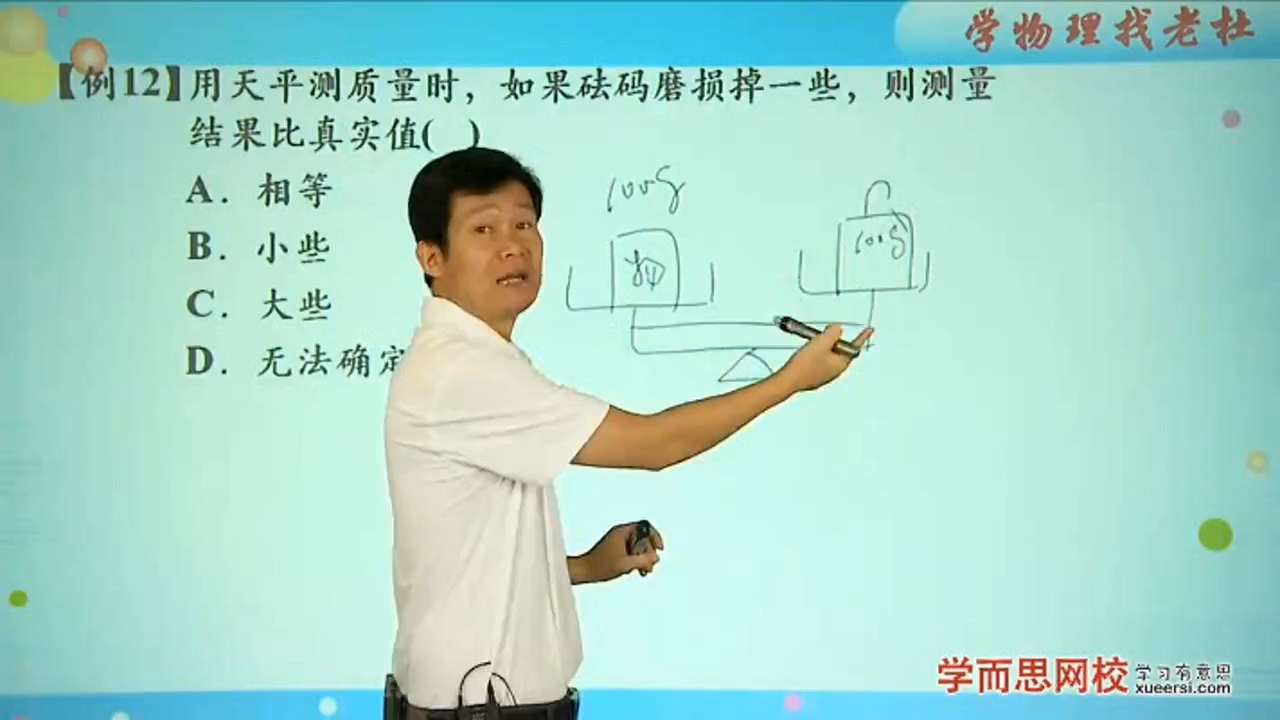 学物理找老杜
【例12】用天平测质量时，如果砝码磨损掉一些，则测量
结果比真实值( )
A．相等
B．小些
C．大些
D．无法确定
100g
100g
物
学而思网校
学习有意思
xueersi.com